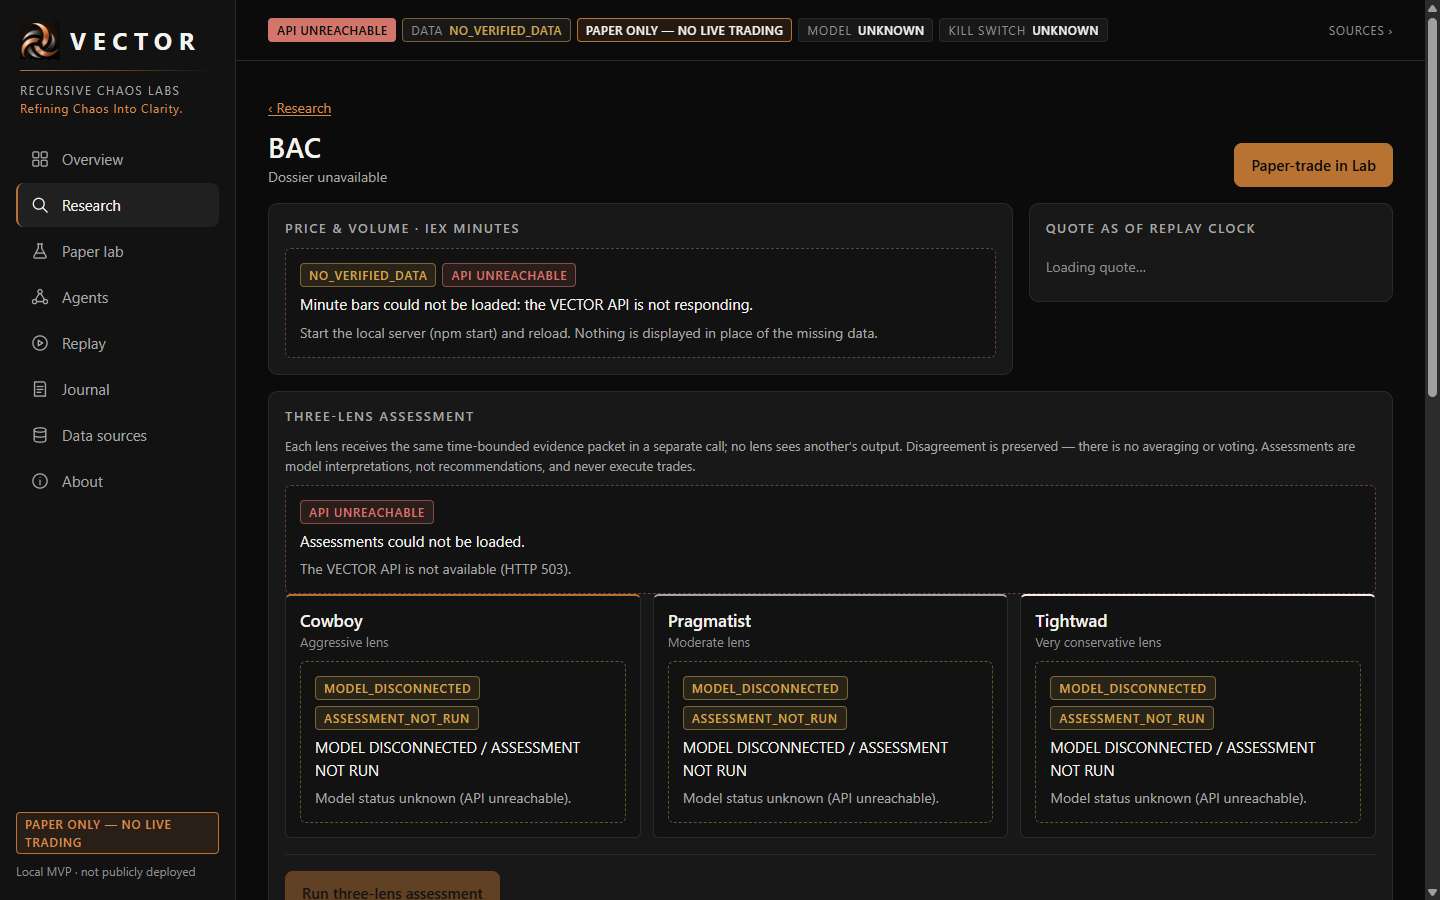 VECTOR
RECURSIVE CHAOS LABS
Refining Chaos Into Clarity.
Overview
Research
Paper lab
Agents
Replay
Journal
Data sources
About
PAPER ONLY — NO LIVE
TRADING
Local MVP · not publicly deployed
API UNREACHABLE
DATA NO_VERIFIED_DATA
PAPER ONLY — NO LIVE TRADING
MODEL UNKNOWN
KILL SWITCH UNKNOWN
SOURCES ›
‹ Research
BAC
Dossier unavailable
Paper-trade in Lab
PRICE & VOLUME · IEX MINUTES
NO_VERIFIED_DATA API UNREACHABLE
Minute bars could not be loaded: the VECTOR API is not responding.
Start the local server (npm start) and reload. Nothing is displayed in place of the missing data.
QUOTE AS OF REPLAY CLOCK
Loading quote…
THREE-LENS ASSESSMENT
Each lens receives the same time-bounded evidence packet in a separate call; no lens sees another's output. Disagreement is preserved — there is no averaging or voting. Assessments are
model interpretations, not recommendations, and never execute trades.
API UNREACHABLE
Assessments could not be loaded.
The VECTOR API is not available (HTTP 503).
Cowboy
Aggressive lens
MODEL_DISCONNECTED
ASSESSMENT_NOT_RUN
MODEL DISCONNECTED / ASSESSMENT
NOT RUN
Model status unknown (API unreachable).
Pragmatist
Moderate lens
MODEL_DISCONNECTED
ASSESSMENT_NOT_RUN
MODEL DISCONNECTED / ASSESSMENT
NOT RUN
Model status unknown (API unreachable).
Tightwad
Very conservative lens
MODEL_DISCONNECTED
ASSESSMENT_NOT_RUN
MODEL DISCONNECTED / ASSESSMENT
NOT RUN
Model status unknown (API unreachable).
Run three-lens assessment